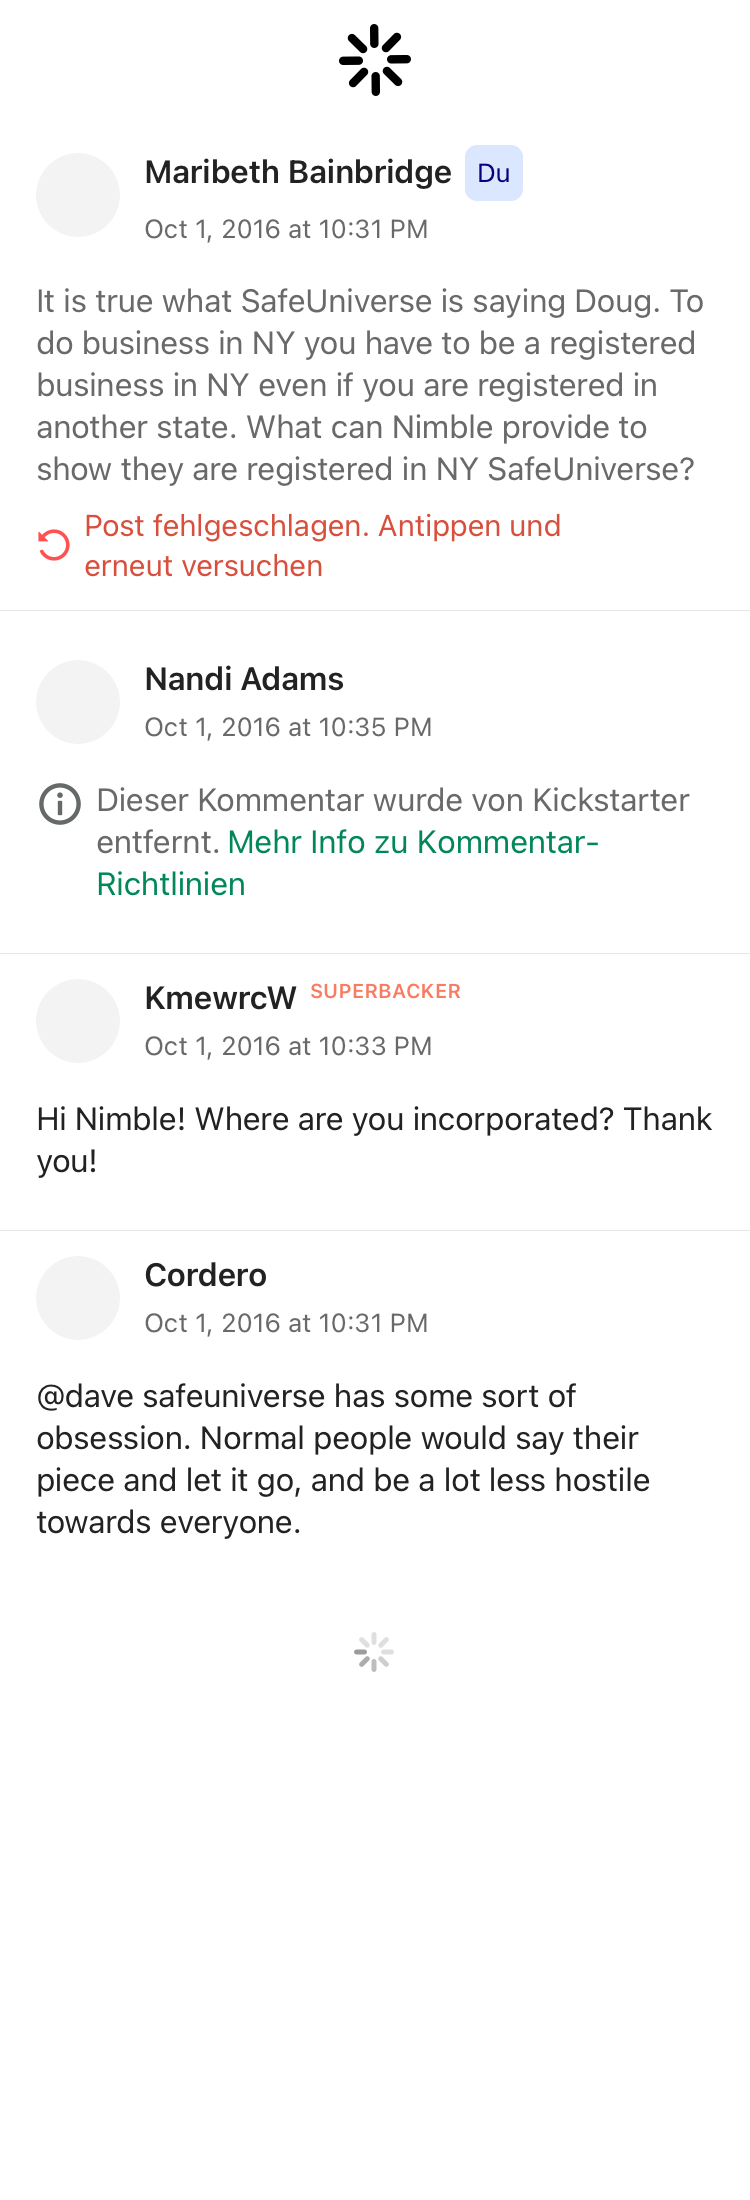 Maribeth Bainbridge Du
Oct 1, 2016 at 10:31 PM
It is true what SafeUniverse is saying Doug. To
do business in NY you have to be a registered
business in NY even if you are registered in
another state. What can Nimble provide to
show they are registered in NY SafeUniverse?
Post fehlgeschlagen. Antippen und
erneut versuchen
Nandi Adams
Oct 1, 2016 at 10:35 PM
Dieser Kommentar wurde von Kickstarter
entfernt. Mehr Info zu Kommentar-
Richtlinien
KmewrcW SUPERBACKER
Oct 1, 2016 at 10:33 PM
Hi Nimble! Where are you incorporated? Thank
you!
Cordero
Oct 1, 2016 at 10:31 PM
@dave safeuniverse has some sort of
obsession. Normal people would say their
piece and let it go, and be a lot less hostile
towards everyone.